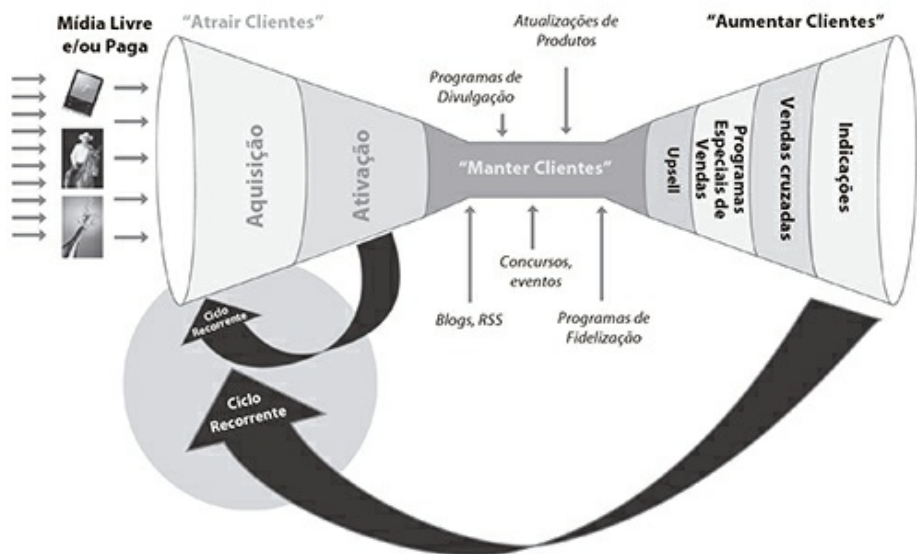 Mídia Livre
e/ou Paga
“Atrair Clientes”
Atualizações de
Produtos
“Aumentar Clientes”
Programas de
Divulgação
Aquisição
Ativação
“Manter Clientes”
Upsell
Programas
Especiais de
Vendas
Vendas cruzadas
Indicações
Concursos,
eventos
Blogs, RSS
Programas de
Fidelização
Ciclo
Recorrente
Ciclo
Recorrente